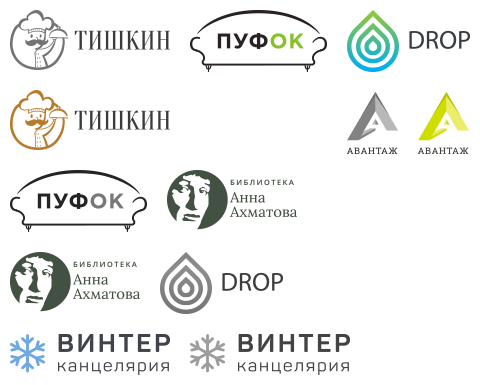 ТИШКИН
ПУФОК
DROP
ТИШКИН
АВАНТАЖ
АВАНТАЖ
ПУФОК
БИБЛИОТЕКА
Анна
Ахматова
БИБЛИОТЕКА
Анна
Ахматова
DROP
ВИНТЕР
канцелярия
ВИНТЕР
канцелярия